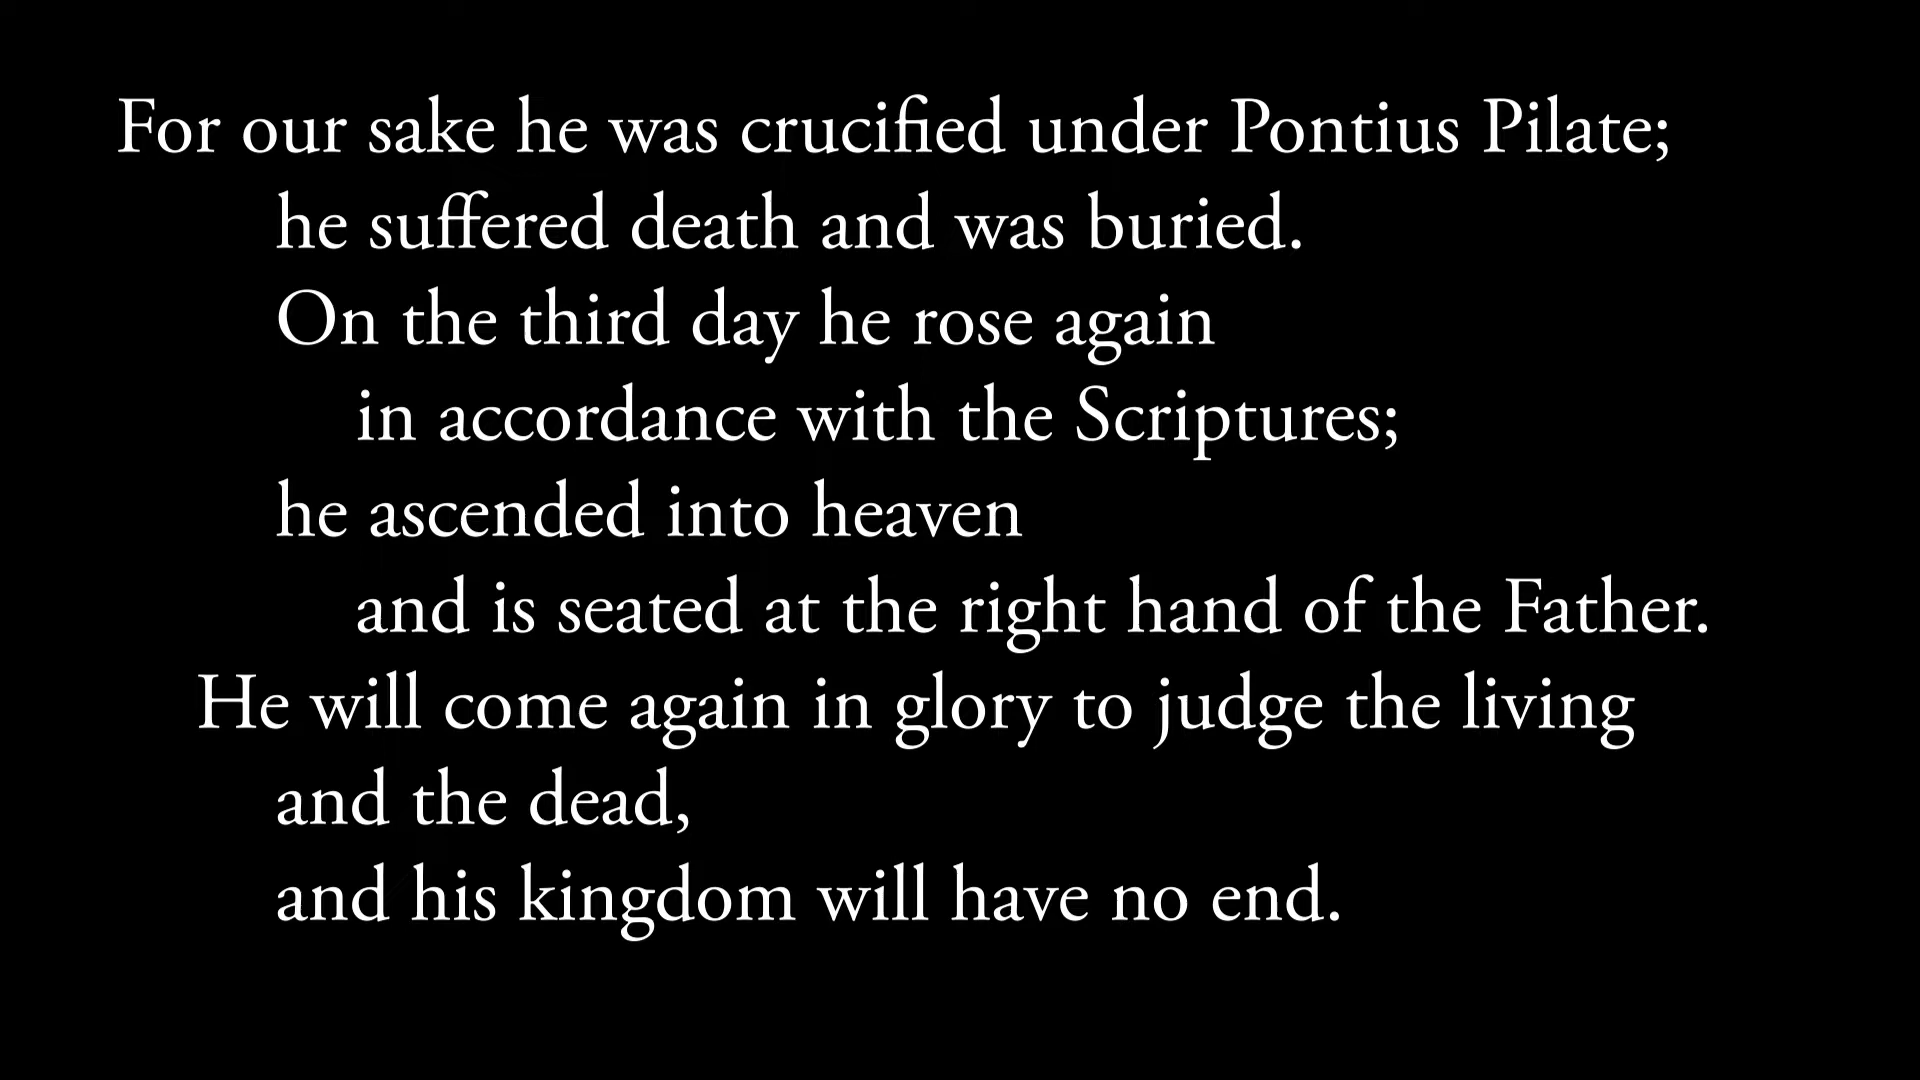 For our sake he was crucified under Pontius Pilate;
he suffered death and was buried.
On the third day he rose again
in accordance with the Scriptures;
he ascended into heaven
and is seated at the right hand of the Father.
He will come again in glory to judge the living
and the dead,
and his kingdom will have no end.